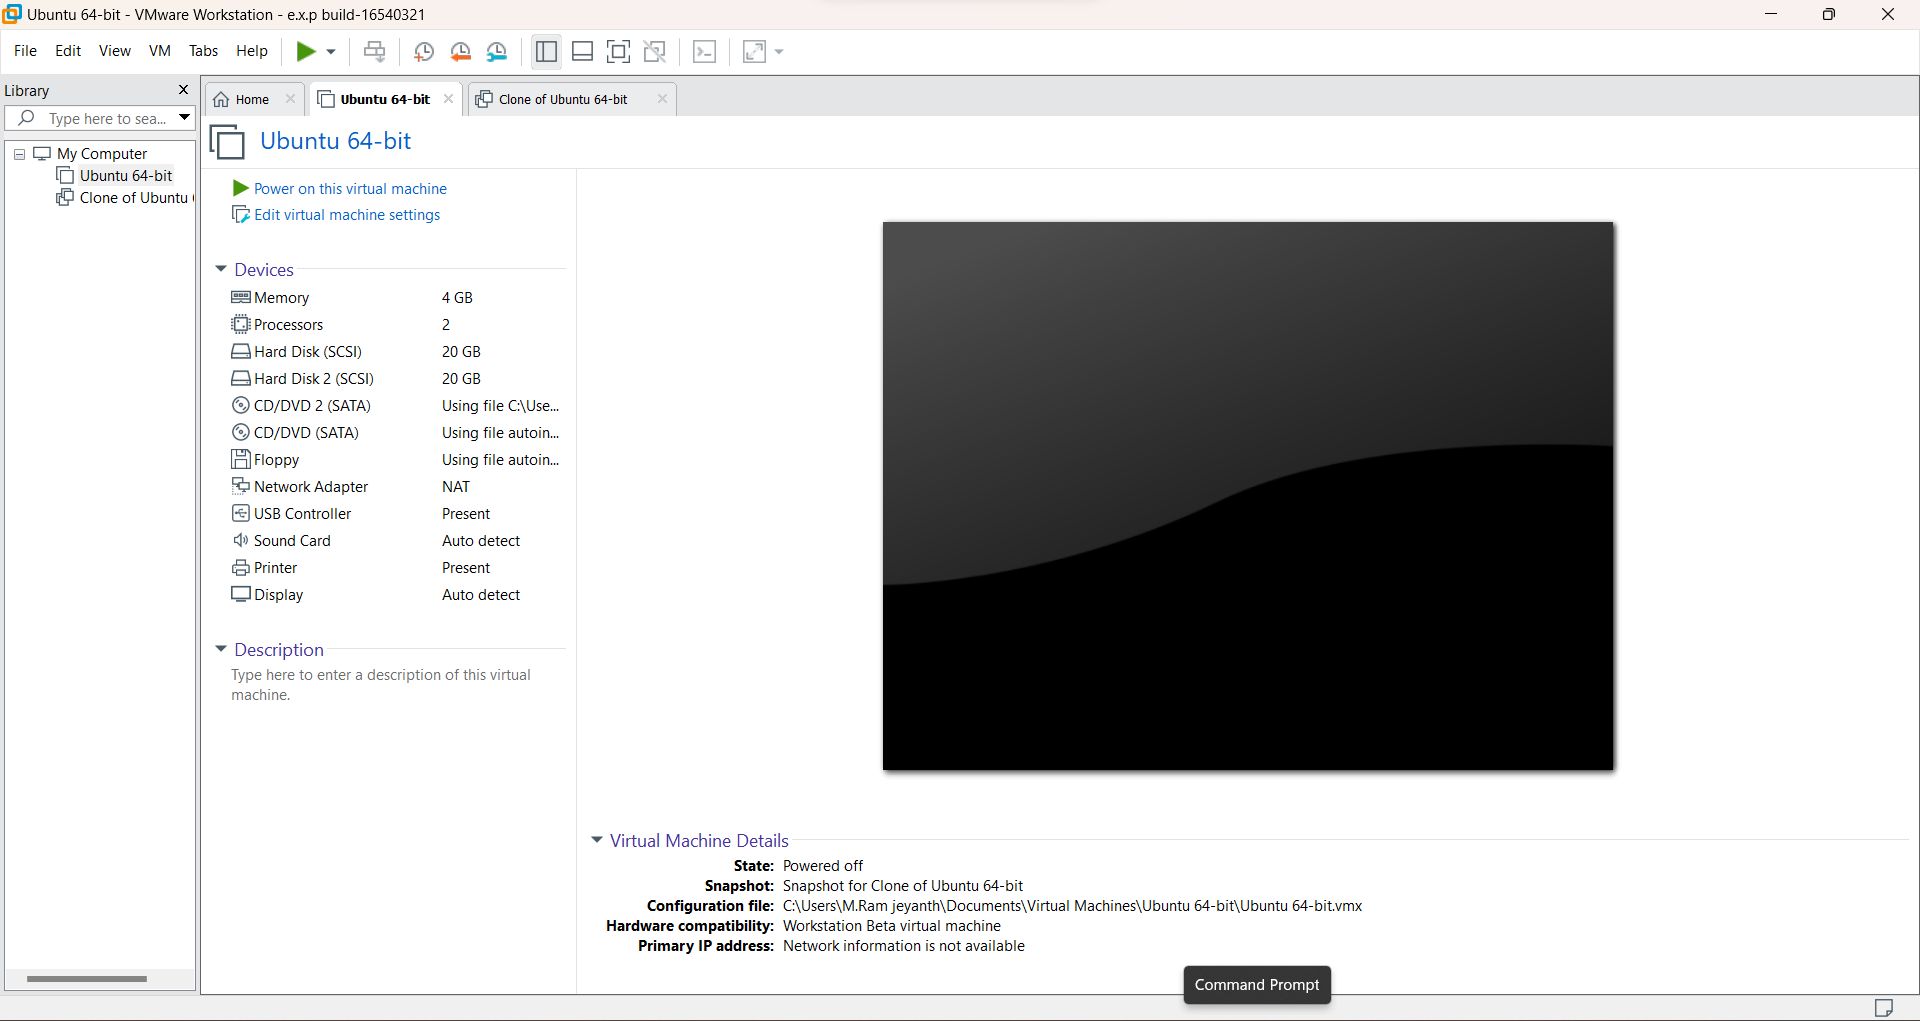 Ubuntu 64-bit - VMware Workstation - e.x.p build-16540321
File Edit View VM Tabs Help
Library
Type here to sea...
My Computer
Ubuntu 64-bit
Clone of Ubuntu
Home
Ubuntu 64-bit
Clone of Ubuntu 64-bit
Ubuntu 64-bit
Power on this virtual machine
Edit virtual machine settings
Devices
Memory 4 GB
Processors 2
Hard Disk (SCSI) 20 GB
Hard Disk 2 (SCSI) 20 GB
CD/DVD 2 (SATA) Using file C:\Use...
CD/DVD (SATA) Using file autoin...
Floppy Using file autoin...
Network Adapter NAT
USB Controller Present
Sound Card Auto detect
Printer Present
Display Auto detect
Description
Type here to enter a description of this virtual
machine.
Virtual Machine Details
State: Powered off
Snapshot: Snapshot for Clone of Ubuntu 64-bit
Configuration file: C:\Users\M.Ram jeyanth\Documents\Virtual Machines\Ubuntu 64-bit\Ubuntu 64-bit.vmx
Hardware compatibility: Workstation Beta virtual machine
Primary IP address: Network information is not available
Command Prompt